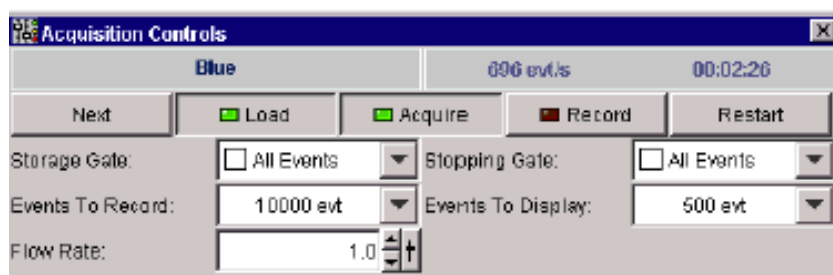 Acquisition Controls
Blue 696 evt/s 00:02:26
Next Load Acquire Record Restart
Storage Gate: All Events Stopping Gate: All Events
Events To Record: 10000 evt Events To Display: 500 evt
Flow Rate: 1.0